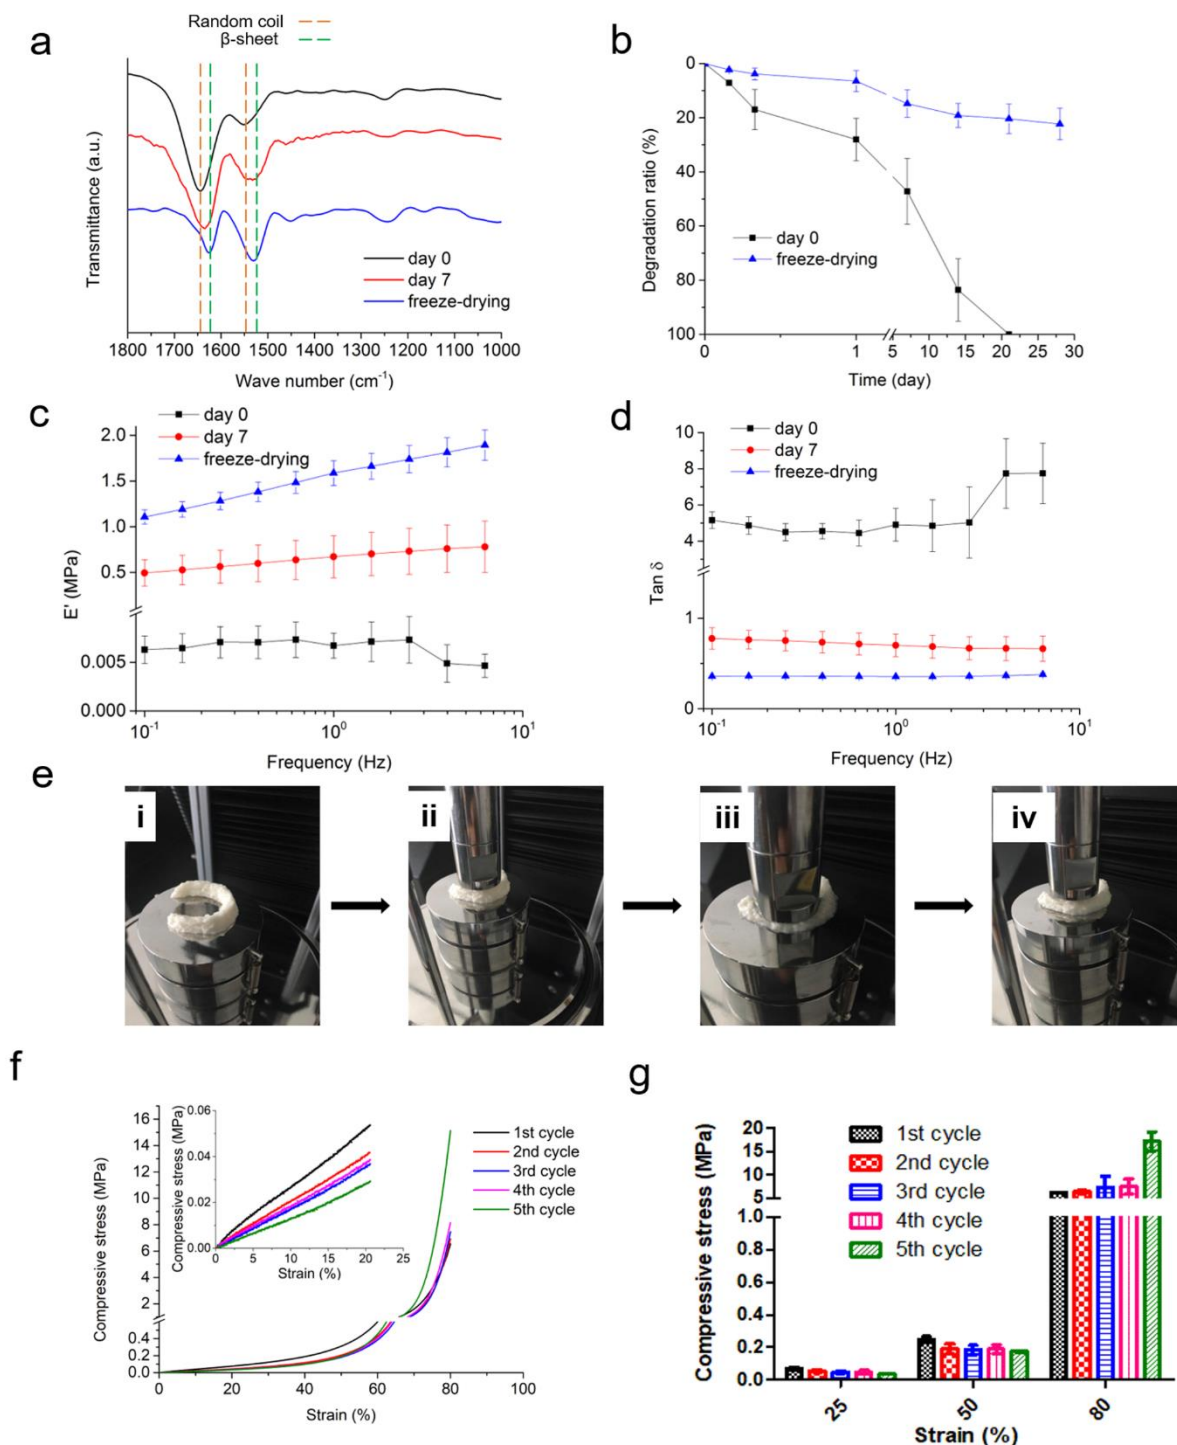 a
Random coil
β-sheet
Transmittance (a.u.)
day 0
day 7
freeze-drying
1800 1700 1600 1500 1400 1300 1200 1100 1000
Wave number (cm⁻¹)
b
Degradation ratio (%)
0
20
40
60
80
100
day 0
freeze-drying
0 1 5 10 15 20 25 30
Time (day)
c
day 0
day 7
freeze-drying
E' (MPa)
2.0
1.5
1.0
0.5
0.005
0.000
10⁻¹ 10⁰ 10¹
Frequency (Hz)
d
day 0
day 7
freeze-drying
Tan δ
10
8
6
4
2
1
0
10⁻¹ 10⁰ 10¹
Frequency (Hz)
e
i
ii
iii
iv
f
Compressive stress (MPa)
16
14
12
10
8
6
4
2
0.4
0.2
0.0
Compressive stress (MPa)
0.06
0.04
0.02
0.00
0 5 10 15 20 25
Strain (%)
1st cycle
2nd cycle
3rd cycle
4th cycle
5th cycle
0 20 40 60 80 100
Strain (%)
g
Compressive stress (MPa)
20
15
10
5
1.0
0.8
0.6
0.4
0.2
0.0
1st cycle
2nd cycle
3rd cycle
4th cycle
5th cycle
25 50 80
Strain (%)